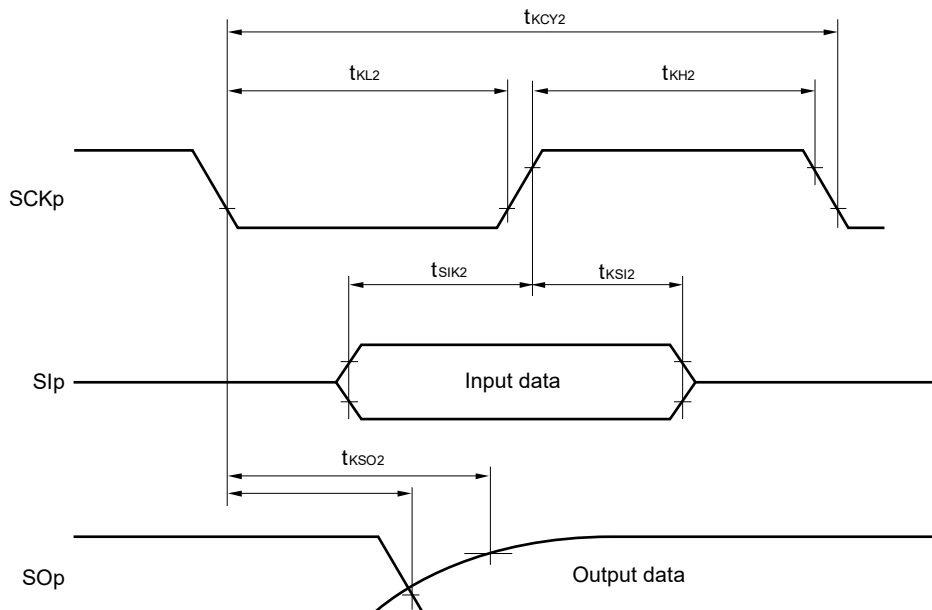 tKCY2
tKL2
tKH2
SCKp
tSIK2
tKSI2
SIp
Input data
tKSO2
SOp
Output data